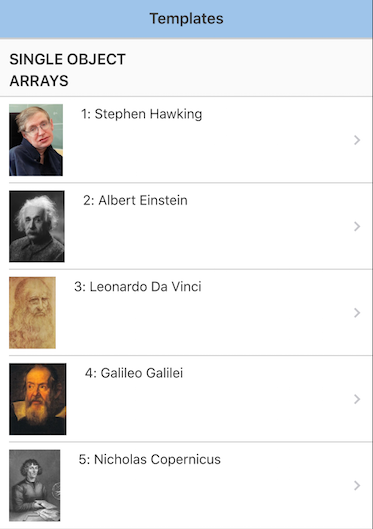 Templates
SINGLE OBJECT
ARRAYS
1: Stephen Hawking
2: Albert Einstein
3: Leonardo Da Vinci
4: Galileo Galilei
5: Nicholas Copernicus